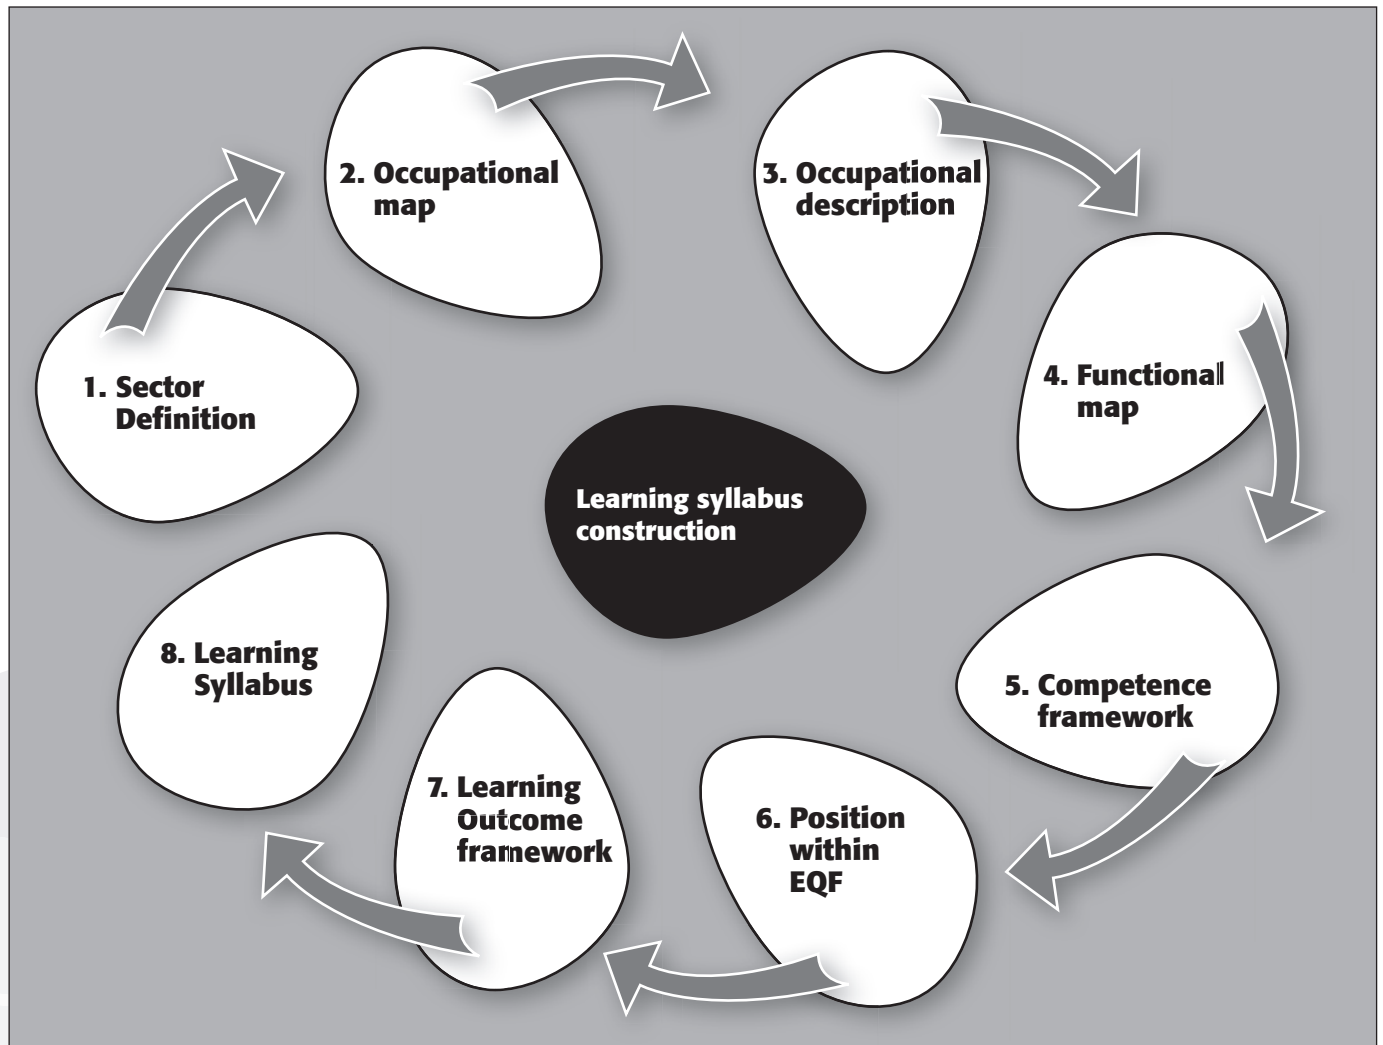 1. Sector
Definition
2. Occupational
map
3. Occupational
description
4. Functional
map
Learning syllabus
construction
5. Competence
framework
6. Position
within
EQF
7. Learning
Outcome
framework
8. Learning
Syllabus